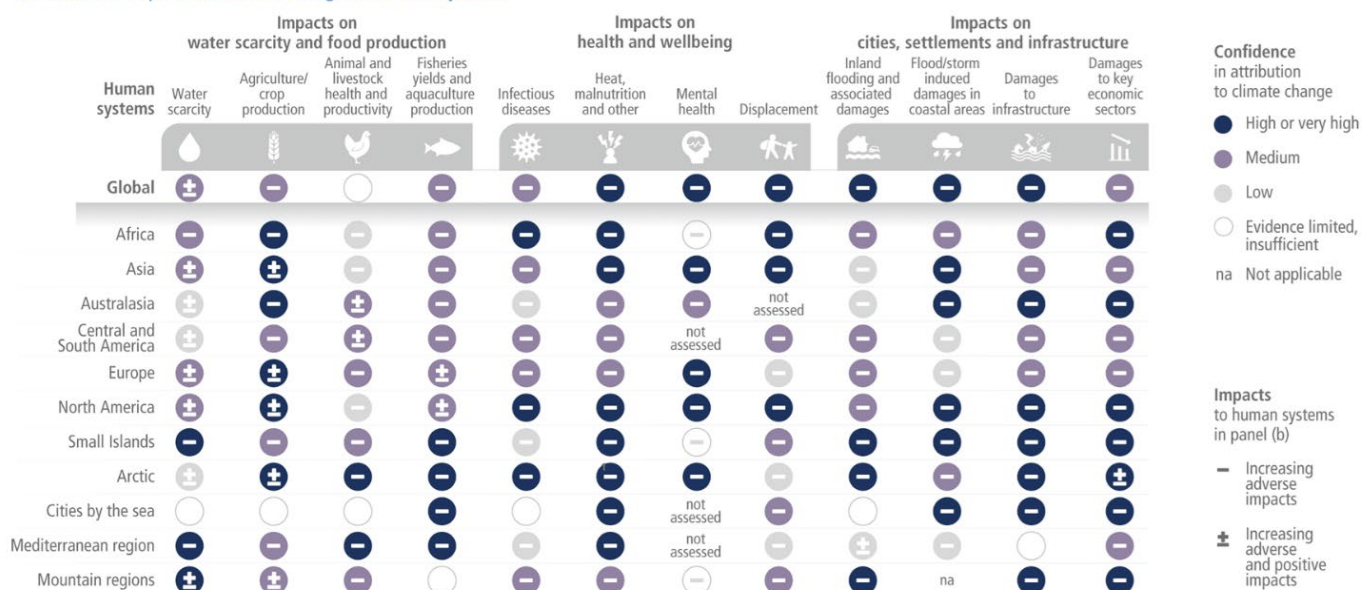 Impacts on
water scarcity and food production
Impacts on
health and wellbeing
Impacts on
cities, settlements and infrastructure
Human
systems
Water
scarcity
Agriculture/
crop
production
Animal and
livestock
health and
productivity
Fisheries
yields and
aquaculture
production
Infectious
diseases
Heat,
malnutrition
and other
Mental
health
Displacement
Inland
flooding and
associated
damages
Flood/storm
induced
damages in
coastal areas
Damages
to
infrastructure
Damages
to key
economic
sectors
Global
± − − − − − − − − − −
Africa
− − − − − − − − − − − −
Asia
± ± − − − − − − − − − −
Australasia
± − ± − − − − not
assessed
− − − −
Central and
South America
± − ± − − − not
assessed
− − − − −
Europe
± ± − ± − − − − − − − −
North America
± ± − ± − − − − − − − −
Small Islands
− − − − − − − − − − − −
Arctic
± ± − − − − − − − − − ±
Cities by the sea
− − not
assessed
− − − −
Mediterranean region
− − − − − − not
assessed
− ± − −
Mountain regions
± ± − − − − − − na − −
Confidence
in attribution
to climate change
High or very high
Medium
Low
Evidence limited,
insufficient
na Not applicable
Impacts
to human systems
in panel (b)
− Increasing
adverse
impacts
± Increasing
adverse
and positive
impacts